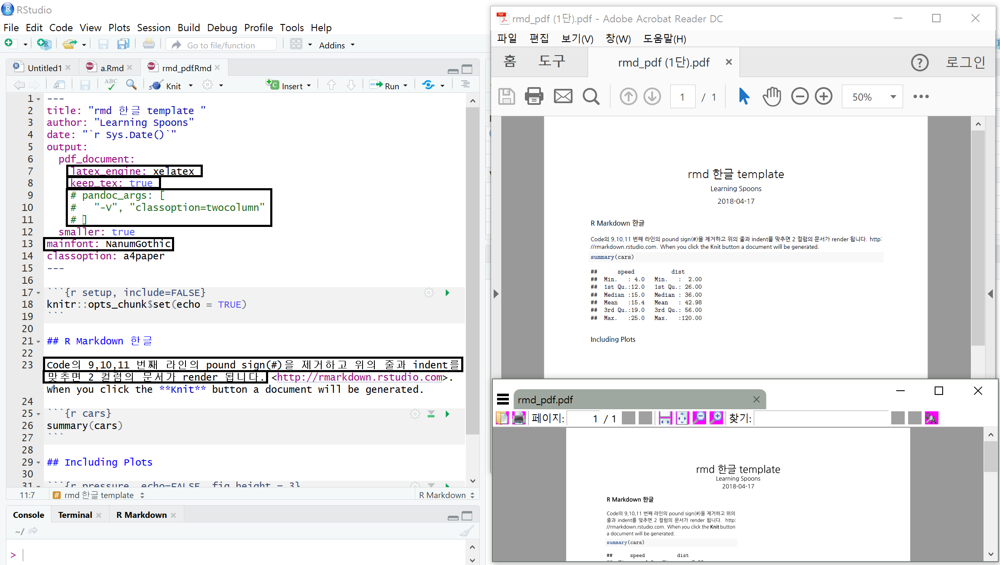 RStudio
File Edit Code View Plots Session Build Debug Profile Tools Help
Go to file/function Addins
Untitled1 a.Rmd rmd_pdf.Rmd
ABC Knit Insert Run
1 ---
2 title: "rmd 한글 template "
3 author: "Learning Spoons"
4 date: "`r Sys.Date()`"
5 output:
6 pdf_document:
7 latex_engine: xelatex
8 keep_tex: true
9 # pandoc_args: [
10 # "-V", "classoption=twocolumn"
11 # ]
12 smaller: true
13 mainfont: NanumGothic
14 classoption: a4paper
15 ---
16
17 ```{r setup, include=FALSE}
18 knitr::opts_chunk$set(echo = TRUE)
19 ```
20
21 ## R Markdown 한글
22
23 Code의 9,10,11 번째 라인의 pound sign(#)을 제거하고 위의 줄과 indent를
맞추면 2 컬럼의 문서가 render 됩니다. <http://rmarkdown.rstudio.com>.
When you click the **Knit** button a document will be generated.
24
25 ```{r cars}
26 summary(cars)
27 ```
28
29 ## Including Plots
30
31 ```{r pressure, echo=FALSE, fig.height = 3}
11:7 # rmd 한글 template R Markdown
Console Terminal R Markdown
~/
>
PDF rmd_pdf (1단).pdf - Adobe Acrobat Reader DC
파일 편집 보기(V) 창(W) 도움말(H)
홈 도구 rmd_pdf (1단).pdf ? 로그인
1 / 1 50%
rmd 한글 template
Learning Spoons
2018-04-17
R Markdown 한글
Code의 9,10,11 번째 라인의 pound sign(#)을 제거하고 위의 줄과 indent를 맞추면 2 컬럼의 문서가 render 됩니다. http:
//rmarkdown.rstudio.com. When you click the Knit button a document will be generated.
summary(cars)
## speed dist
## Min. : 4.0 Min. : 2.00
## 1st Qu.:12.0 1st Qu.: 26.00
## Median :15.0 Median : 36.00
## Mean :15.4 Mean : 42.98
## 3rd Qu.:19.0 3rd Qu.: 56.00
## Max. :25.0 Max. :120.00
Including Plots
rmd_pdf.pdf
페이지: 1 / 1 찾기:
rmd 한글 template
Learning Spoons
2018-04-17
R Markdown 한글
Code의 9,10,11 번째 라인의 pound sign(#)을 제거하고 위의
줄과 indent를 맞추면 2 컬럼의 문서가 render 됩니다. http:
//rmarkdown.rstudio.com. When you click the Knit button
a document will be generated.
summary(cars)
## speed dist